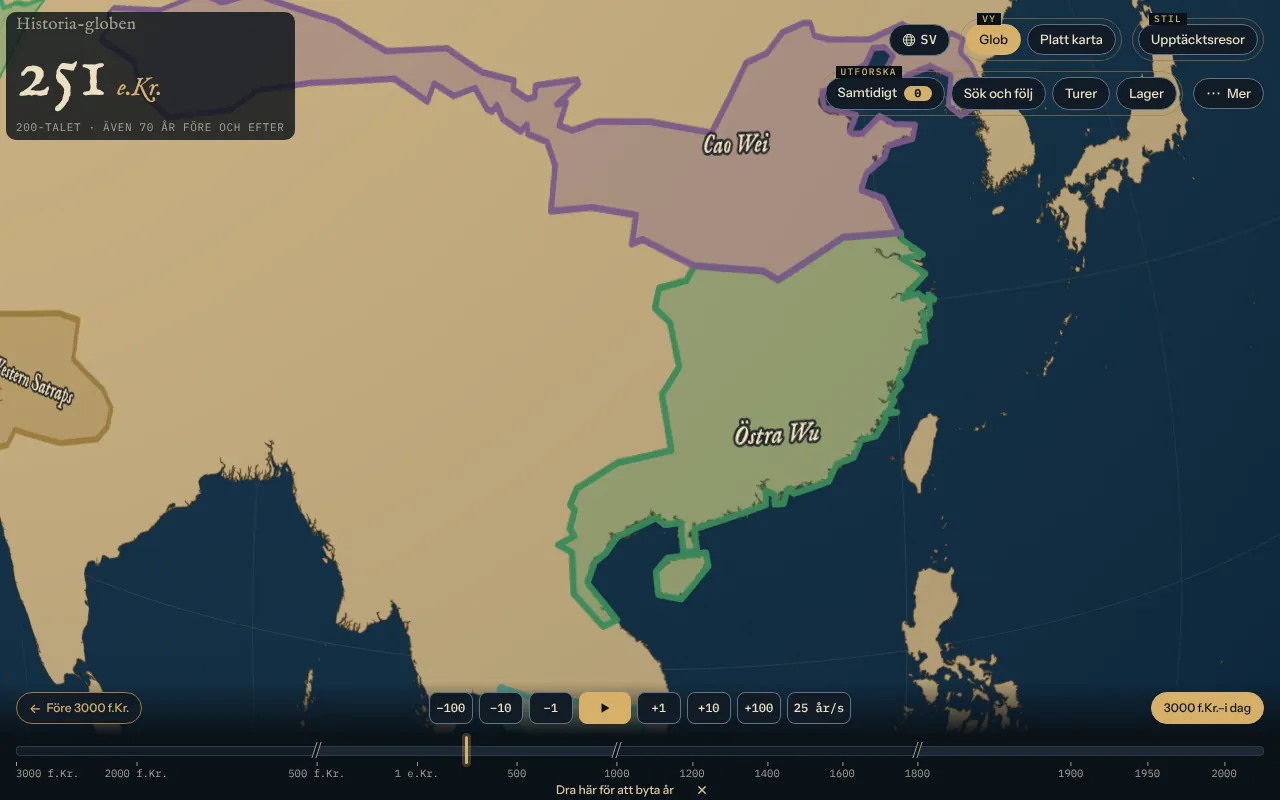 Historia-globen
251 e.Kr.
200-TALET · ÄVEN 70 ÅR FÖRE OCH EFTER
SV
VY
Glob
Platt karta
STIL
Upptäcktsresor
UTFORSKA
Samtidigt 0
Sök och följ
Turer
Lager
··· Mer
Cao Wei
Western Satraps
Östra Wu
← Före 3000 f.Kr.
−100
−10
−1
+1
+10
+100
25 år/s
3000 f.Kr.–i dag
3000 f.Kr.
2000 f.Kr.
500 f.Kr.
1 e.Kr.
500
1000
1200
1400
1600
1800
1900
1950
2000
Dra här för att byta år ✕